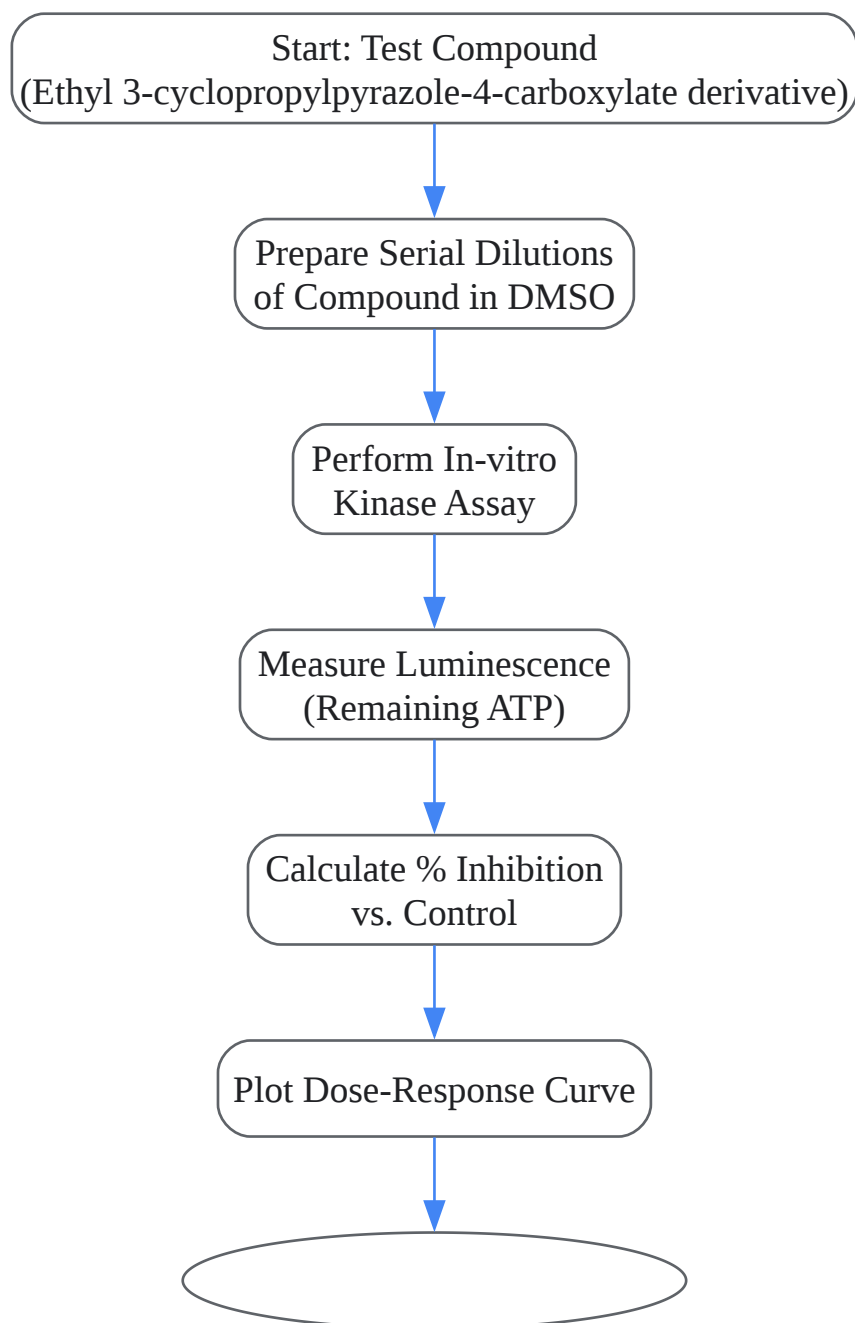 Start: Test Compound
(Ethyl 3-cyclopropylpyrazole-4-carboxylate derivative)
Prepare Serial Dilutions
of Compound in DMSO
Perform In-vitro
Kinase Assay
Measure Luminescence
(Remaining ATP)
Calculate % Inhibition
vs. Control
Plot Dose-Response Curve